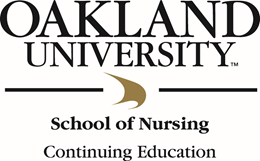 OAKLAND
UNIVERSITY™
School of Nursing
Continuing Education